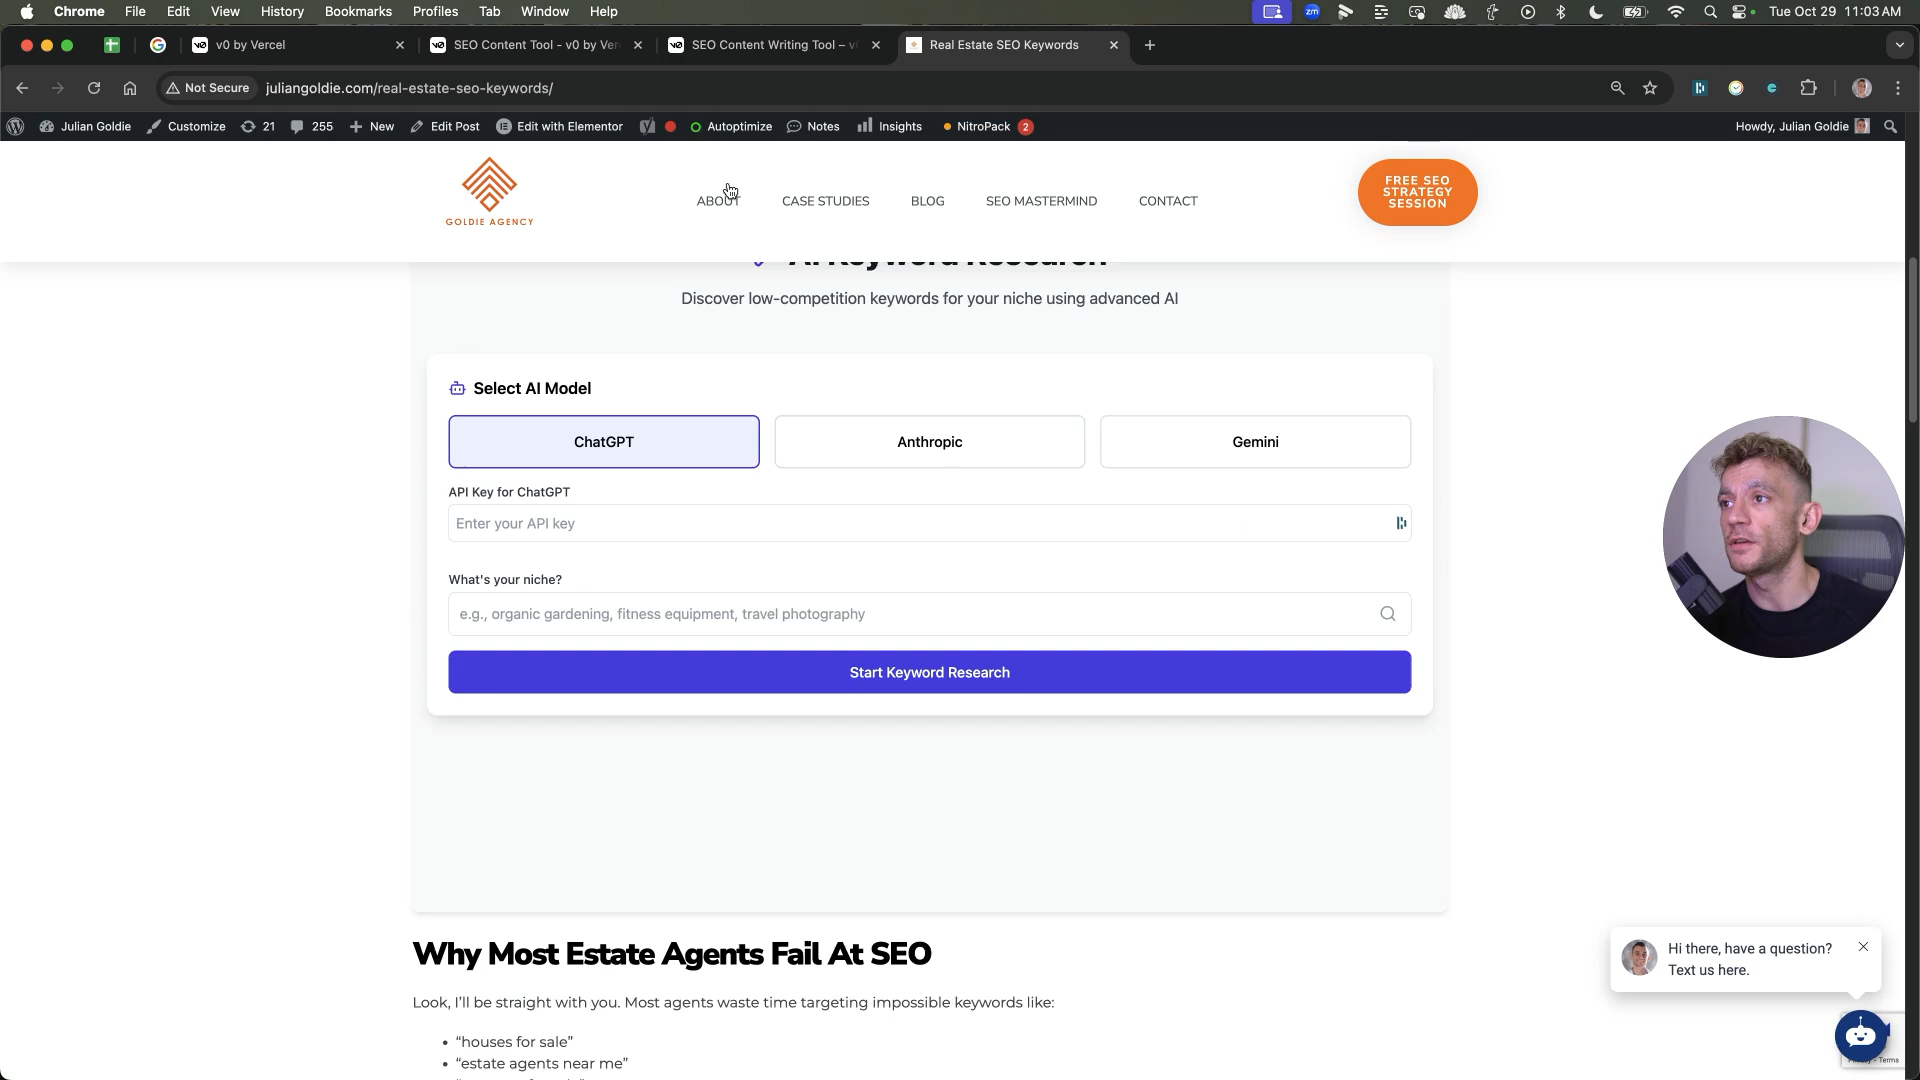 Chrome File Edit View History Bookmarks Profiles Tab Window Help
zm
Tue Oct 29 11:03 AM
v0 by Vercel
SEO Content Tool - v0 by Ver
SEO Content Writing Tool – v
Real Estate SEO Keywords
Not Secure
juliangoldie.com/real-estate-seo-keywords/
Julian Goldie
Customize
21
255
New
Edit Post
Edit with Elementor
Autoptimize
Notes
Insights
NitroPack 2
Howdy, Julian Goldie
GOLDIE AGENCY
ABOUT
CASE STUDIES
BLOG
SEO MASTERMIND
CONTACT
FREE SEO
STRATEGY
SESSION
AI Keyword Research
Discover low-competition keywords for your niche using advanced AI
Select AI Model
ChatGPT
Anthropic
Gemini
API Key for ChatGPT
Enter your API key
What's your niche?
e.g., organic gardening, fitness equipment, travel photography
Start Keyword Research
Why Most Estate Agents Fail At SEO
Look, I’ll be straight with you. Most agents waste time targeting impossible keywords like:
• “houses for sale”
• “estate agents near me”
Hi there, have a question?
Text us here.
- Terms